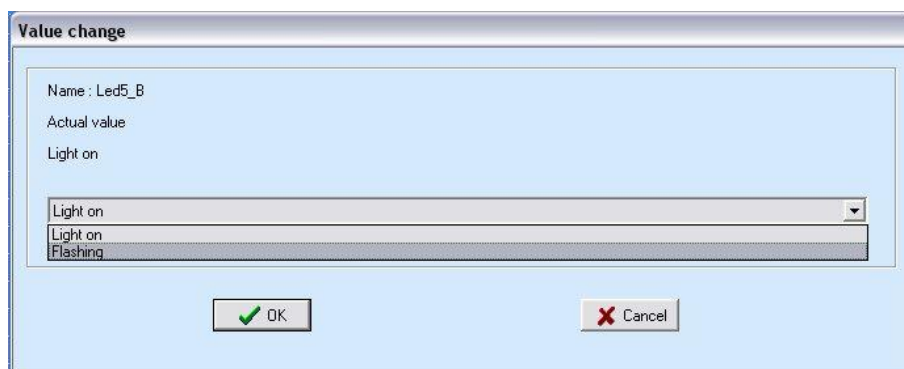 Value change
Name : Led5_B
Actual value
Light on
Light on
Light on
Flashing
OK
Cancel